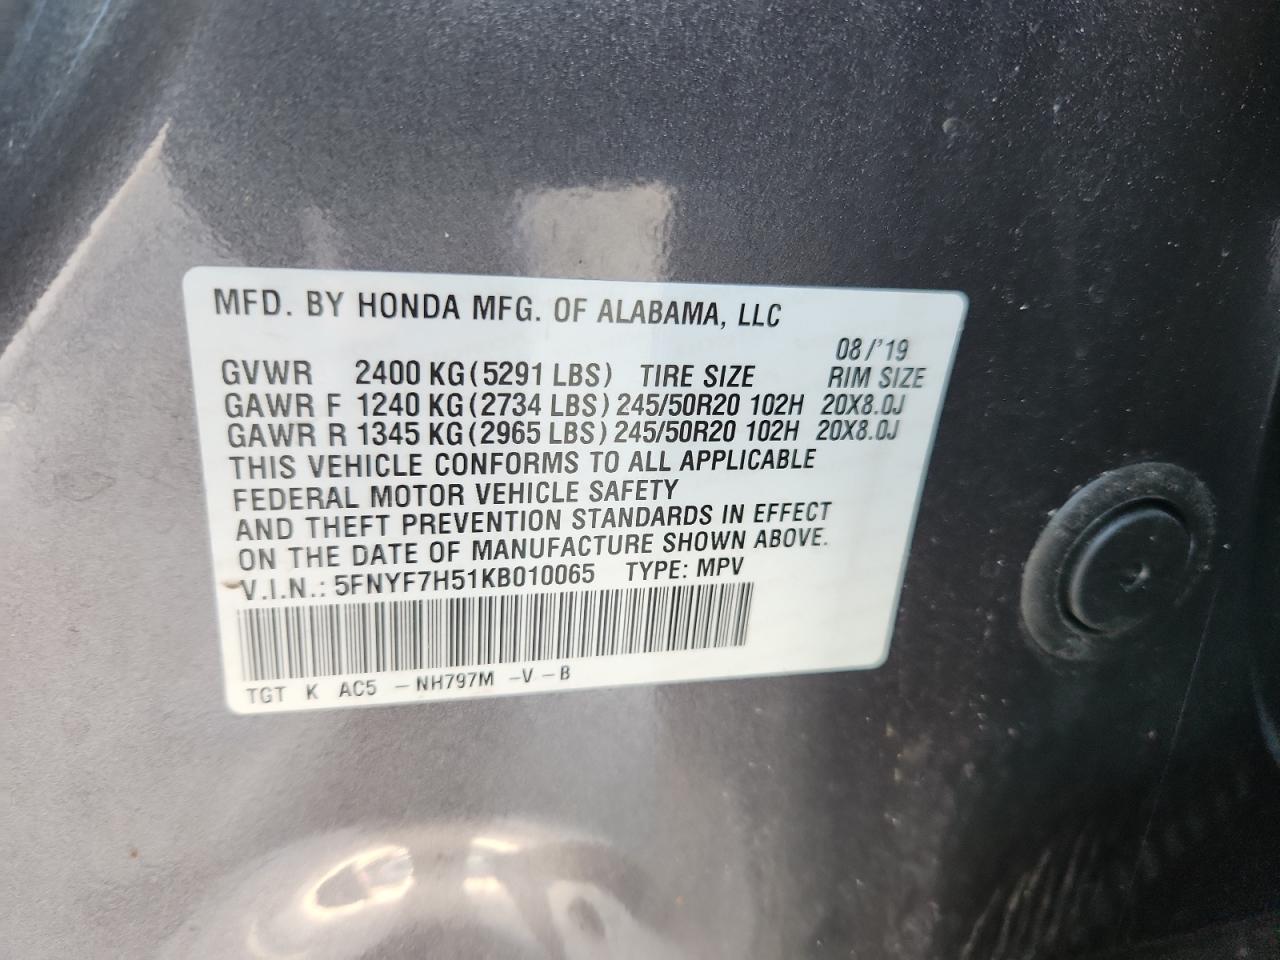 MFD. BY HONDA MFG. OF ALABAMA, LLC
08/'19
GVWR 2400 KG(5291 LBS) TIRE SIZE RIM SIZE
GAWR F 1240 KG(2734 LBS) 245/50R20 102H 20X8.0J
GAWR R 1345 KG(2965 LBS) 245/50R20 102H 20X8.0J
THIS VEHICLE CONFORMS TO ALL APPLICABLE
FEDERAL MOTOR VEHICLE SAFETY
AND THEFT PREVENTION STANDARDS IN EFFECT
ON THE DATE OF MANUFACTURE SHOWN ABOVE.
V.I.N.: 5FNYF7H51KB010065 TYPE: MPV
TGT K AC5 -NH797M -V -B